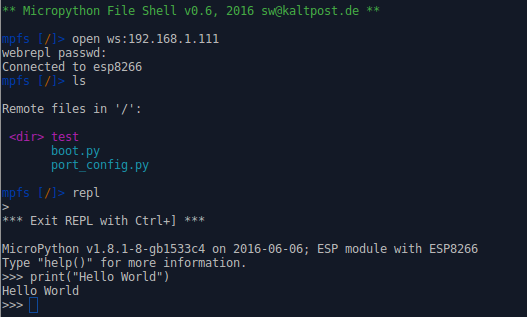 ** Micropython File Shell v0.6, 2016 sw@kaltpost.de **
mpfs [/]> open ws:192.168.1.111
webrepl passwd:
Connected to esp8266
mpfs [/]> ls
Remote files in '/':
<dir> test
boot.py
port_config.py
mpfs [/]> repl
>
*** Exit REPL with Ctrl+] ***
MicroPython v1.8.1-8-gb1533c4 on 2016-06-06; ESP module with ESP8266
Type "help()" for more information.
>>> print("Hello World")
Hello World
>>>